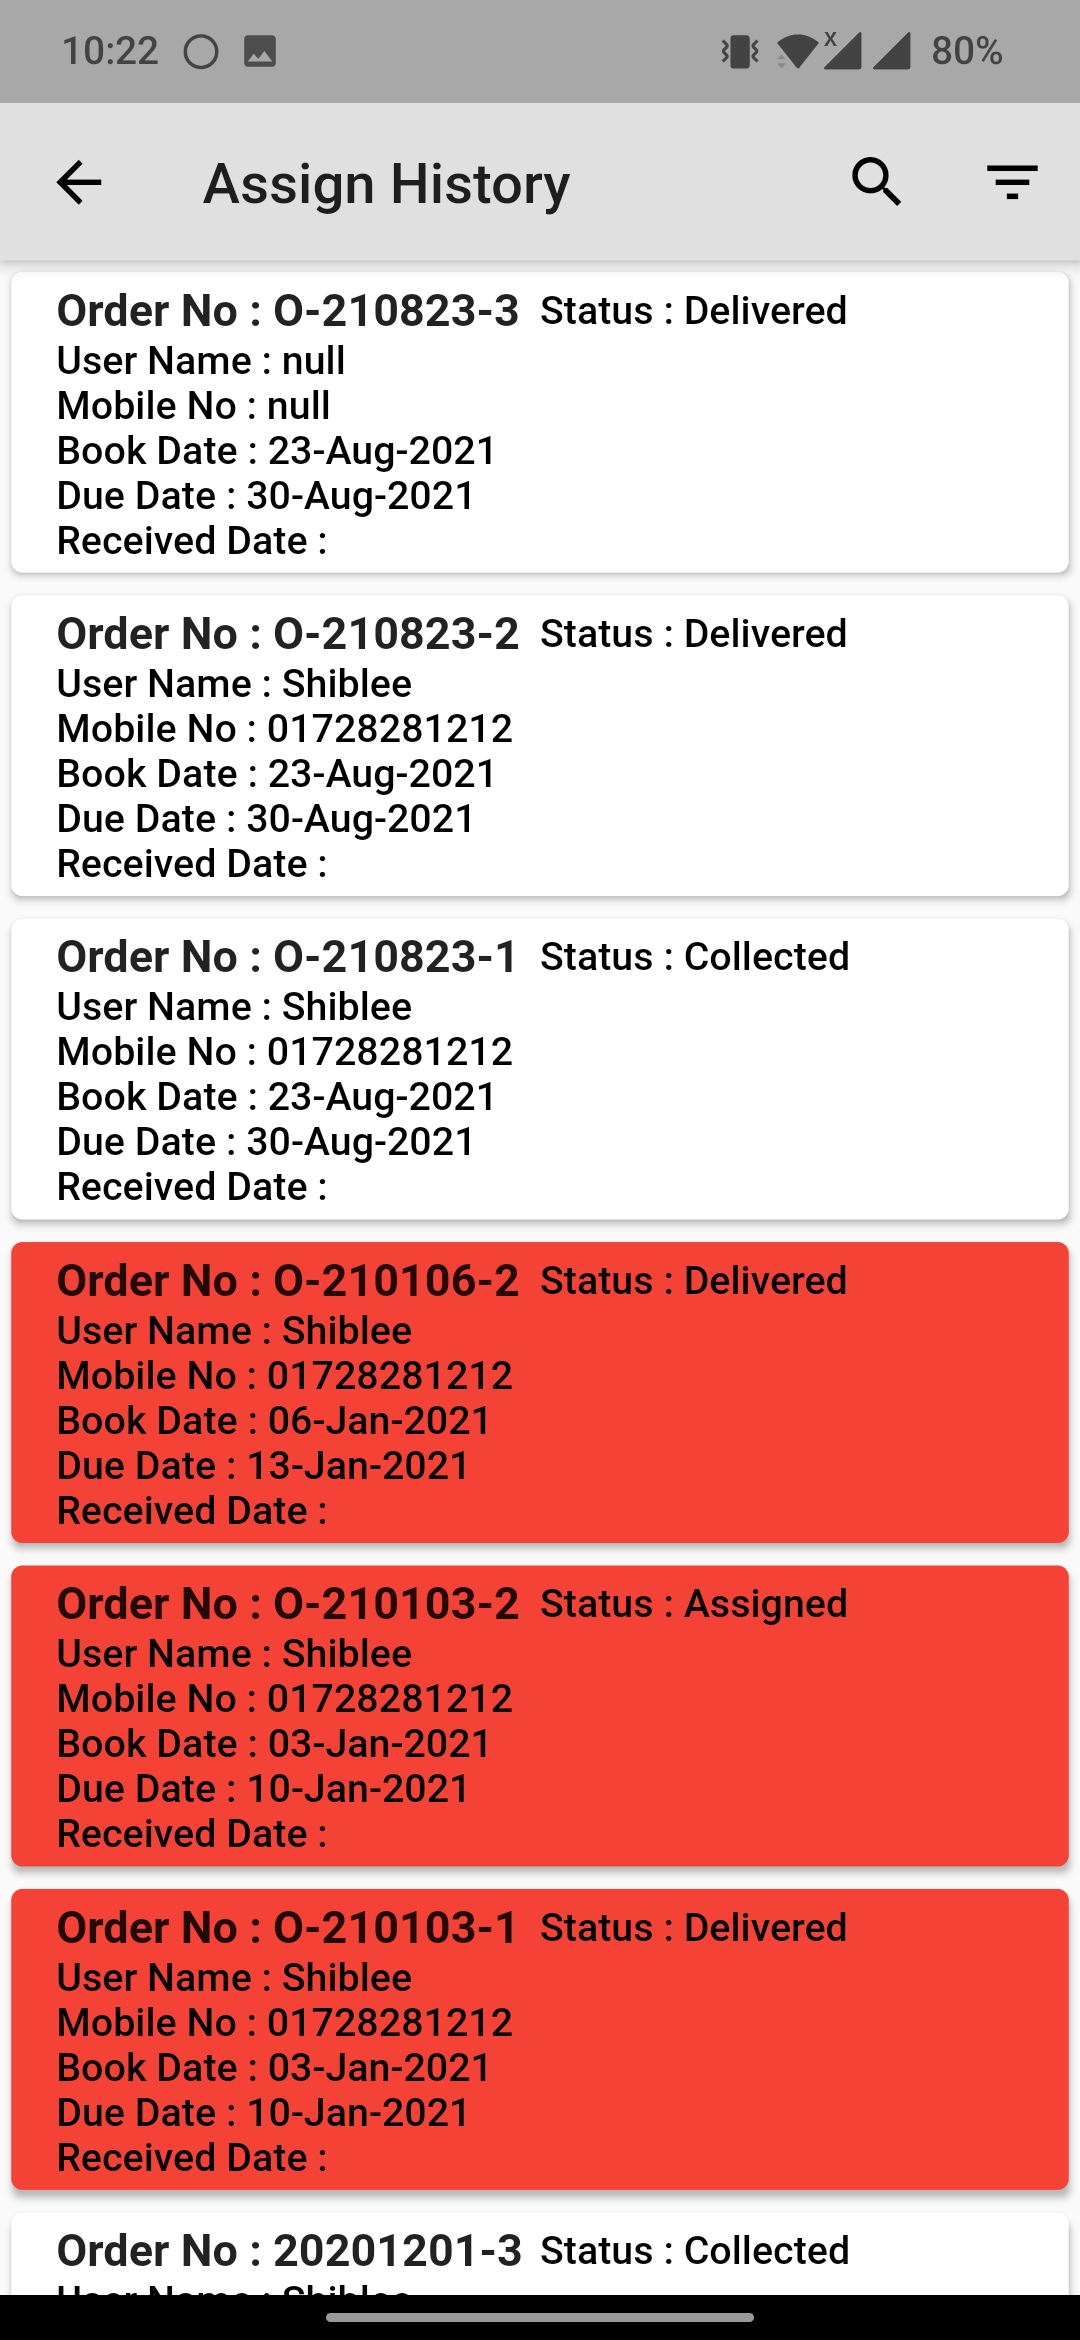 10:22 80%
Assign History
Order No : O-210823-3 Status : Delivered
User Name : null
Mobile No : null
Book Date : 23-Aug-2021
Due Date : 30-Aug-2021
Received Date :
Order No : O-210823-2 Status : Delivered
User Name : Shiblee
Mobile No : 01728281212
Book Date : 23-Aug-2021
Due Date : 30-Aug-2021
Received Date :
Order No : O-210823-1 Status : Collected
User Name : Shiblee
Mobile No : 01728281212
Book Date : 23-Aug-2021
Due Date : 30-Aug-2021
Received Date :
Order No : O-210106-2 Status : Delivered
User Name : Shiblee
Mobile No : 01728281212
Book Date : 06-Jan-2021
Due Date : 13-Jan-2021
Received Date :
Order No : O-210103-2 Status : Assigned
User Name : Shiblee
Mobile No : 01728281212
Book Date : 03-Jan-2021
Due Date : 10-Jan-2021
Received Date :
Order No : O-210103-1 Status : Delivered
User Name : Shiblee
Mobile No : 01728281212
Book Date : 03-Jan-2021
Due Date : 10-Jan-2021
Received Date :
Order No : 20201201-3 Status : Collected
User Name : Shiblee